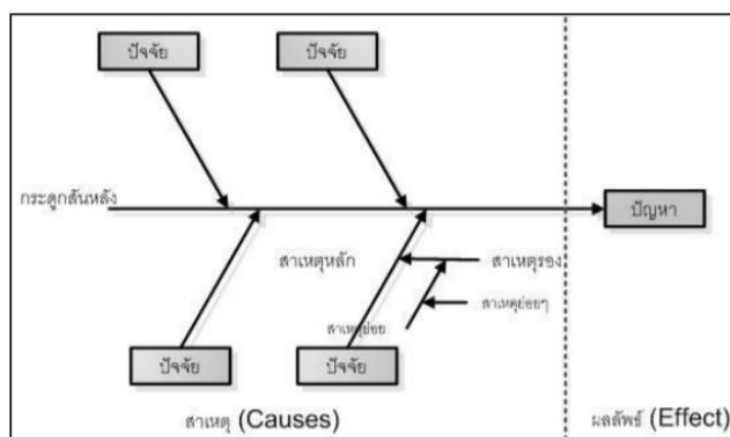 ปัจจัย
ปัจจัย
กระดูกสันหลัง
ปัญหา
สาเหตุหลัก
สาเหตุรอง
สาเหตุย่อยๆ
สาเหตุย่อย
ปัจจัย
ปัจจัย
สาเหตุ (Causes)
ผลลัพธ์ (Effect)